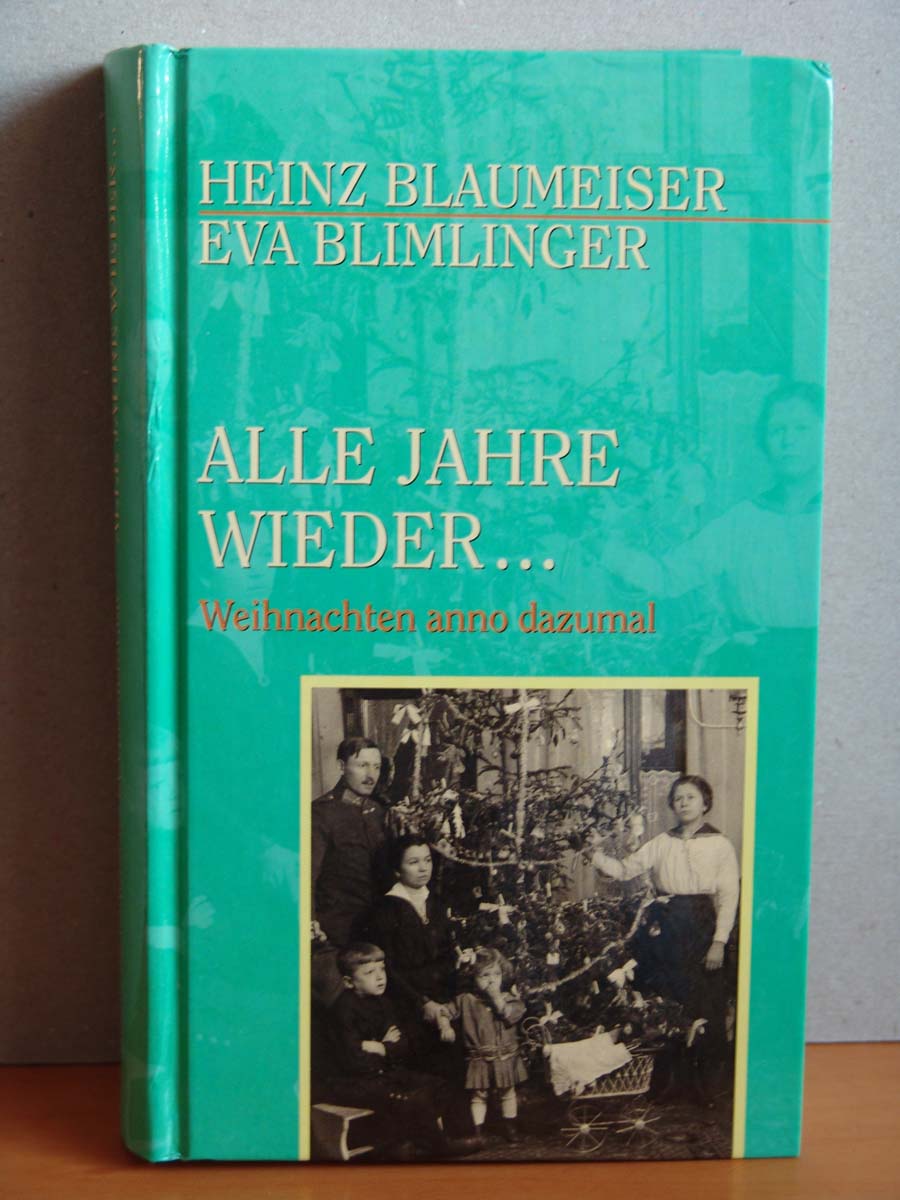 HEINZ BLAUMEISER
EVA BLIMLINGER
ALLE JAHRE
WIEDER...
Weihnachten anno dazumal